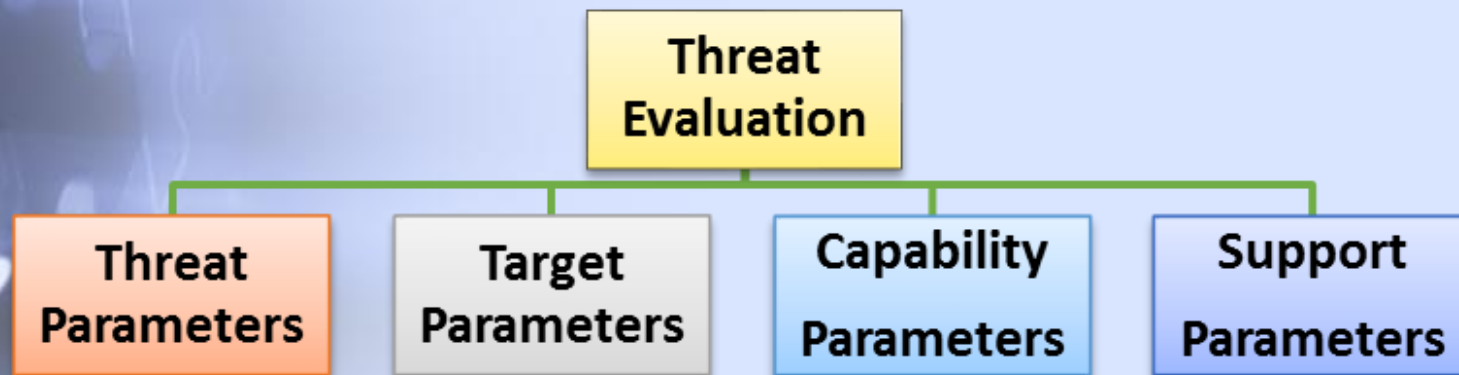 Threat
Evaluation
Threat
Parameters
Target
Parameters
Capability
Parameters
Support
Parameters